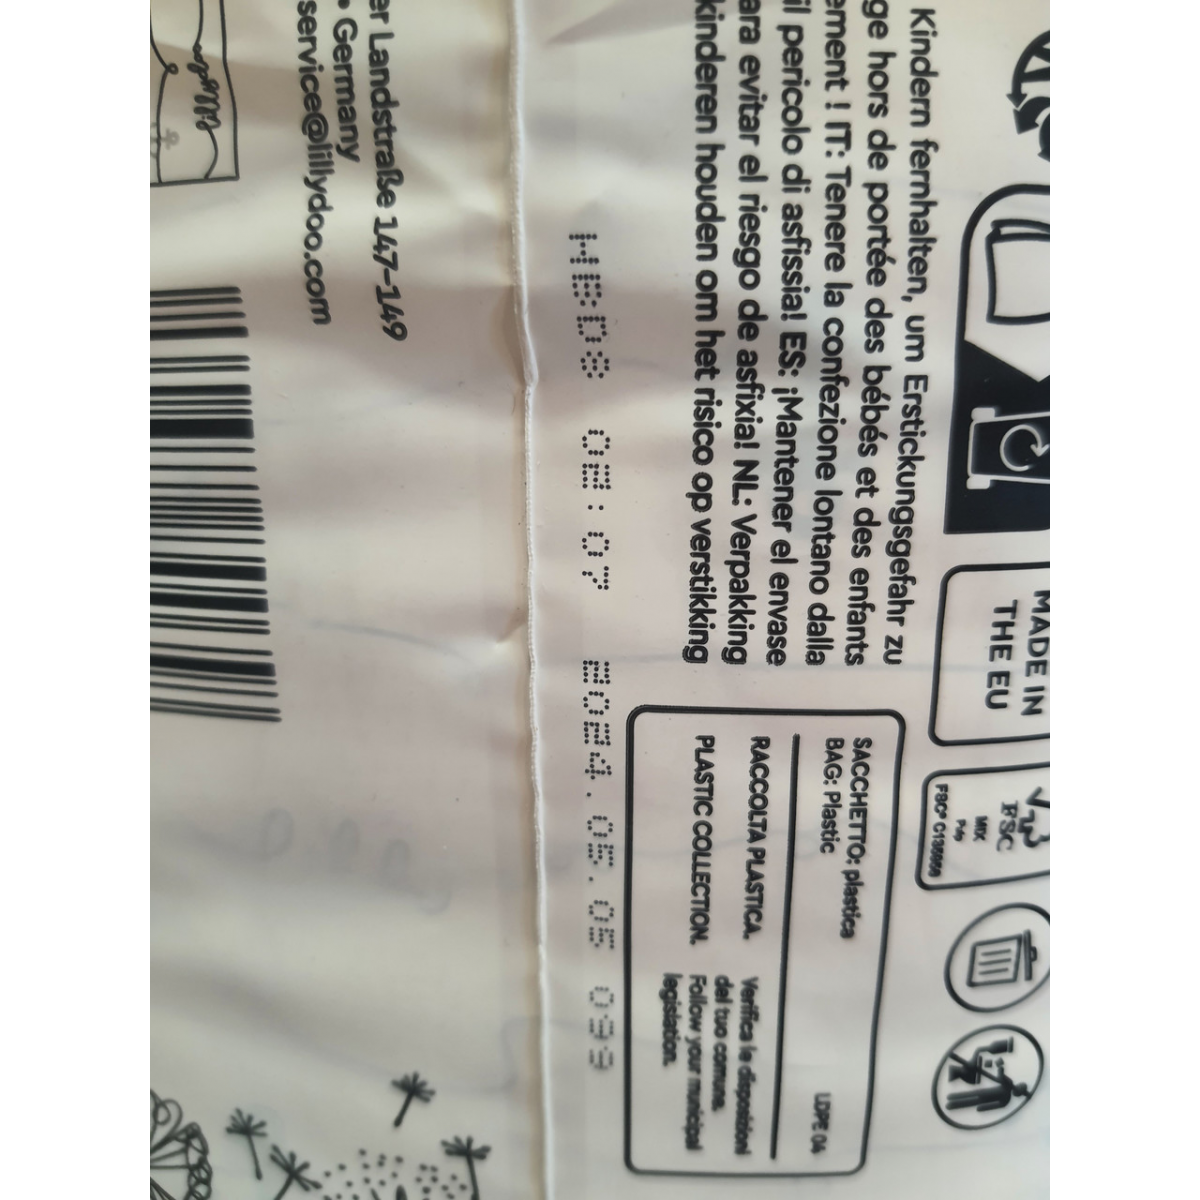 Kindern fernhalten, um Erstickungsgefahr zu
ge hors de portée des bébés et des enfants
ement ! IT: Tenere la confezione lontano dalla
il pericolo di asfissia! ES: ¡Mantener el envase
ara evitar el riesgo de asfixia! NL: Verpakking
kinderen houden om het risico op verstikking
MADE IN
THE EU
FSC
MIX
Pulp
SACCHETTO: plastica
BAG: Plastic
LDPE 04
RACCOLTA PLASTICA.
PLASTIC COLLECTION.
Verifica le disposizioni
del tuo comune.
Follow your municipal
legislation.
02:07 2024.05.05
er Landstraße 147-149
• Germany
service@lillydoo.com